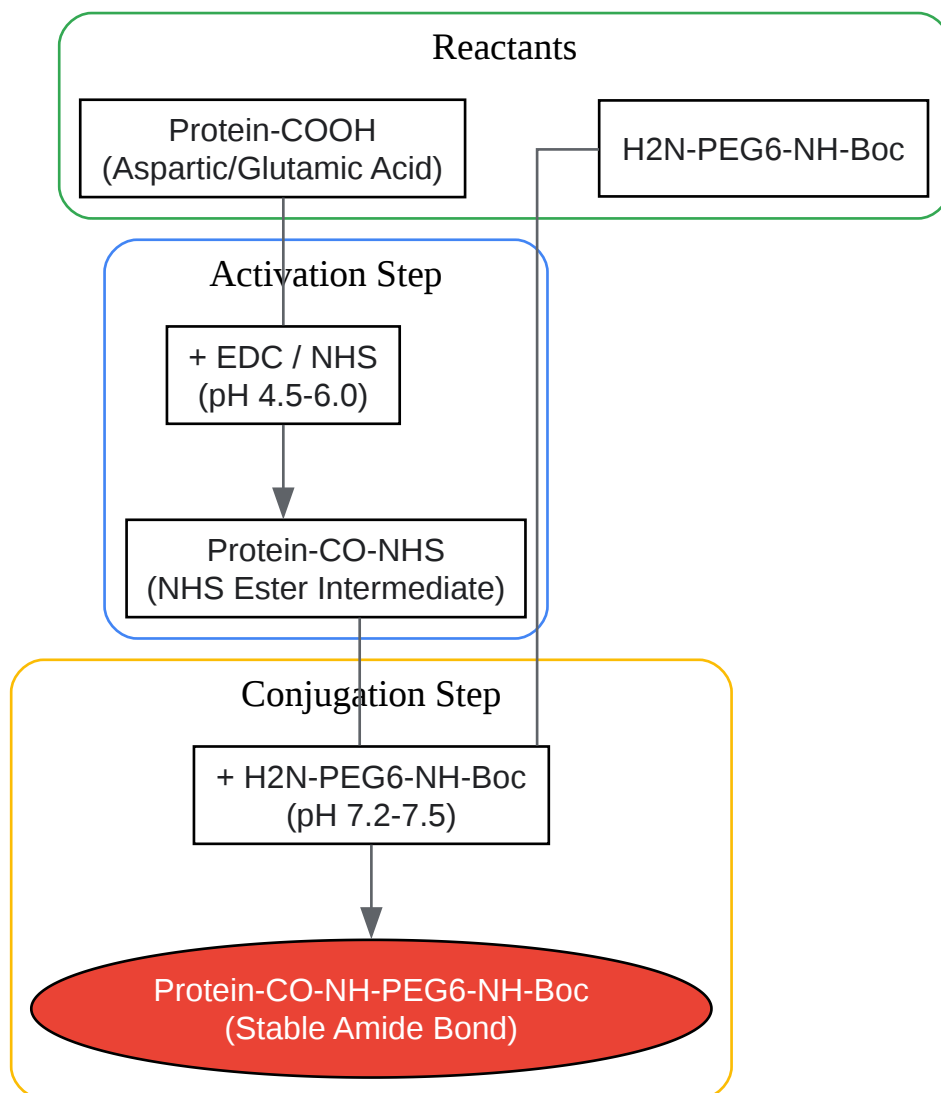 Reactants
Protein-COOH
(Aspartic/Glutamic Acid)
H2N-PEG6-NH-Boc
Activation Step
+ EDC / NHS
(pH 4.5-6.0)
Protein-CO-NHS
(NHS Ester Intermediate)
Conjugation Step
+ H2N-PEG6-NH-Boc
(pH 7.2-7.5)
Protein-CO-NH-PEG6-NH-Boc
(Stable Amide Bond)